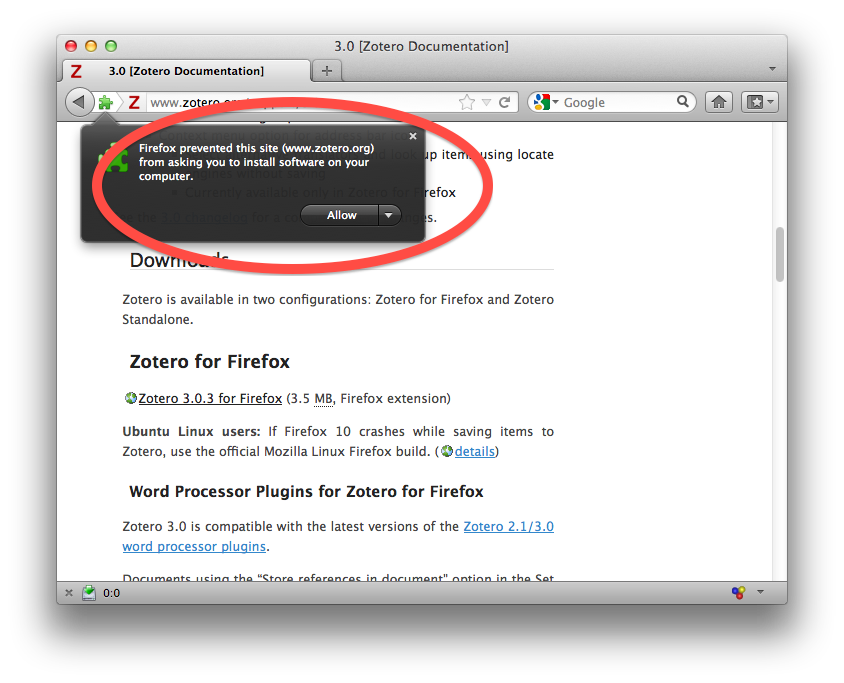 3.0 [Zotero Documentation]
Z 3.0 [Zotero Documentation] +
Z www.zotero.org Google
Firefox prevented this site (www.zotero.org)
from asking you to install software on your
computer.
Allow
look up items using locate
engines without saving
Currently available only in Zotero for Firefox
for a
Downloads
Zotero is available in two configurations: Zotero for Firefox and Zotero
Standalone.
Zotero for Firefox
Zotero 3.0.3 for Firefox (3.5 MB, Firefox extension)
Ubuntu Linux users: If Firefox 10 crashes while saving items to
Zotero, use the official Mozilla Linux Firefox build. (details)
Word Processor Plugins for Zotero for Firefox
Zotero 3.0 is compatible with the latest versions of the Zotero 2.1/3.0
word processor plugins.
Documents using the "Store references in document" option in the Set
0:0